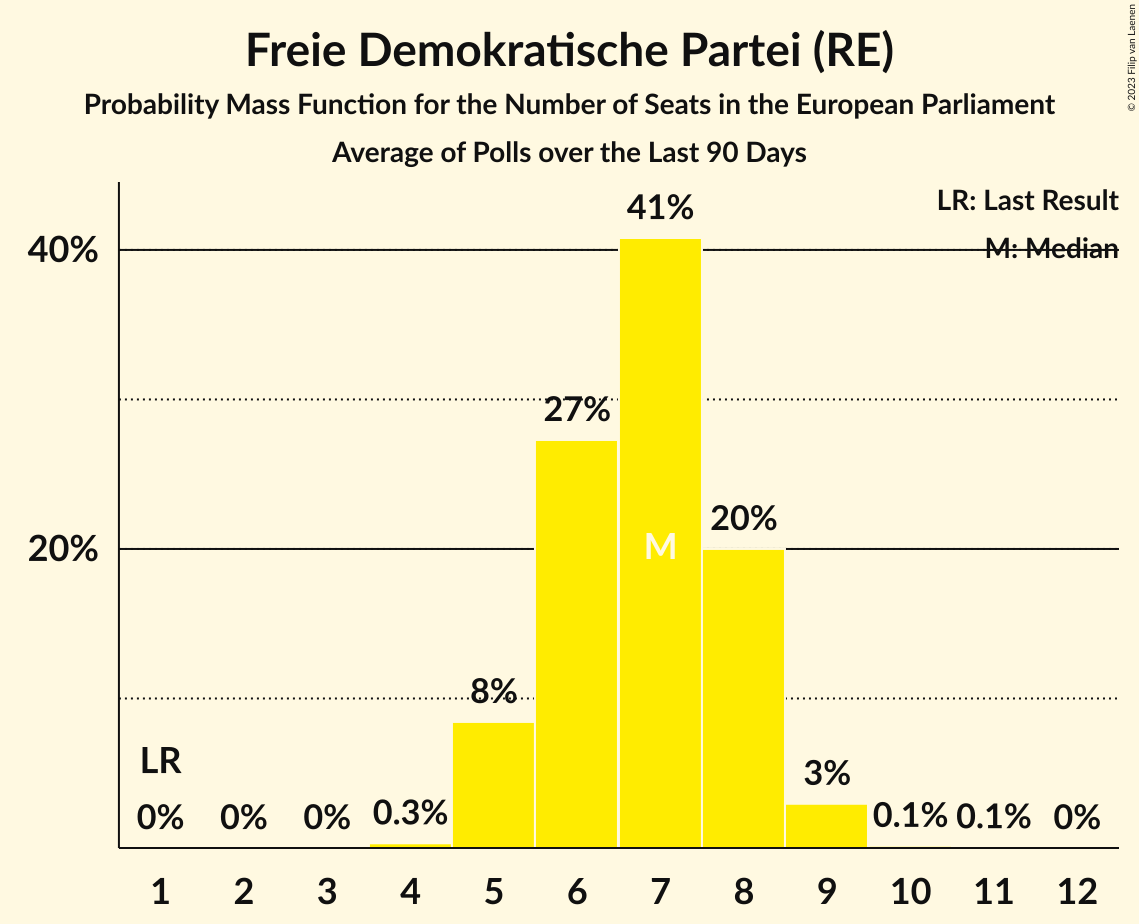 Freie Demokratische Partei (RE)
Probability Mass Function for the Number of Seats in the European Parliament
Average of Polls over the Last 90 Days
© 2023 Filip van Laenen
LR: Last Result
M: Median
41%
40%
27%
20%
M
20%
8%
LR
3%
0% 0% 0% 0.3% 0.1% 0.1% 0%
1 2 3 4 5 6 7 8 9 10 11 12